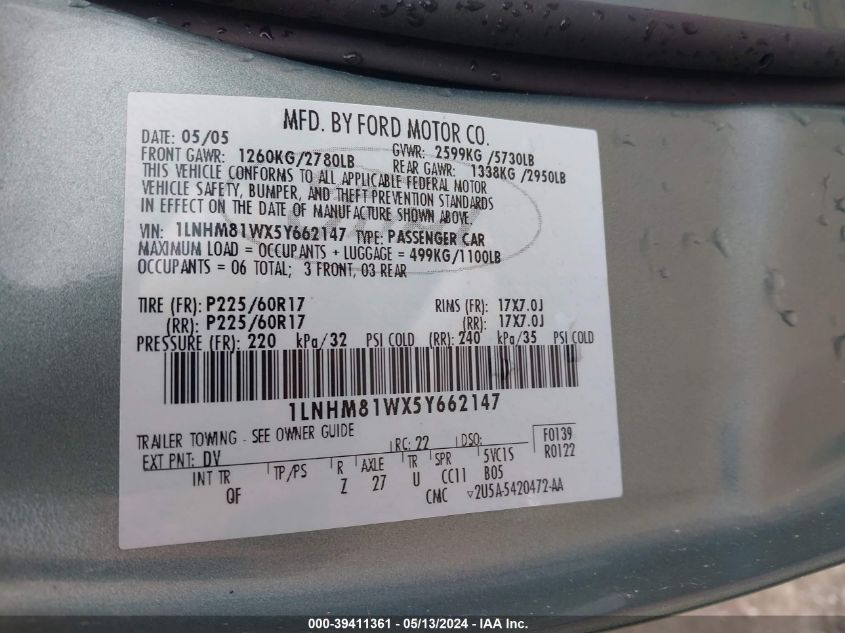 MFD. BY FORD MOTOR CO.
DATE: 05/05 GVWR: 2599KG/5730LB
FRONT GAWR: 1260KG/2780LB REAR GAWR: 1338KG/2950LB
THIS VEHICLE CONFORMS TO ALL APPLICABLE FEDERAL MOTOR
VEHICLE SAFETY, BUMPER, AND THEFT PREVENTION STANDARDS
IN EFFECT ON THE DATE OF MANUFACTURE SHOWN ABOVE.
VIN: 1LNHM81WX5Y662147 TYPE: PASSENGER CAR
MAXIMUM LOAD = OCCUPANTS + LUGGAGE = 499KG/1100LB
OCCUPANTS = 06 TOTAL; 3 FRONT, 03 REAR
TIRE (FR): P225/60R17 RIMS (FR): 17X7.0J
(RR): P225/60R17 (RR): 17X7.0J
PRESSURE (FR): 220 kPa/32 PSI COLD (RR): 240 kPa/35 PSI COLD
1LNHM81WX5Y662147
TRAILER TOWING - SEE OWNER GUIDE
EXT PNT: DV RC: 22 DSO: F0139
R0122
INT TR TP/PS R AXLE TR SPR 5VC1S
QF Z 27 U CC11 B05
CMC 2U5A-5420472-AA
000-39411361 - 05/13/2024 - IAA Inc.